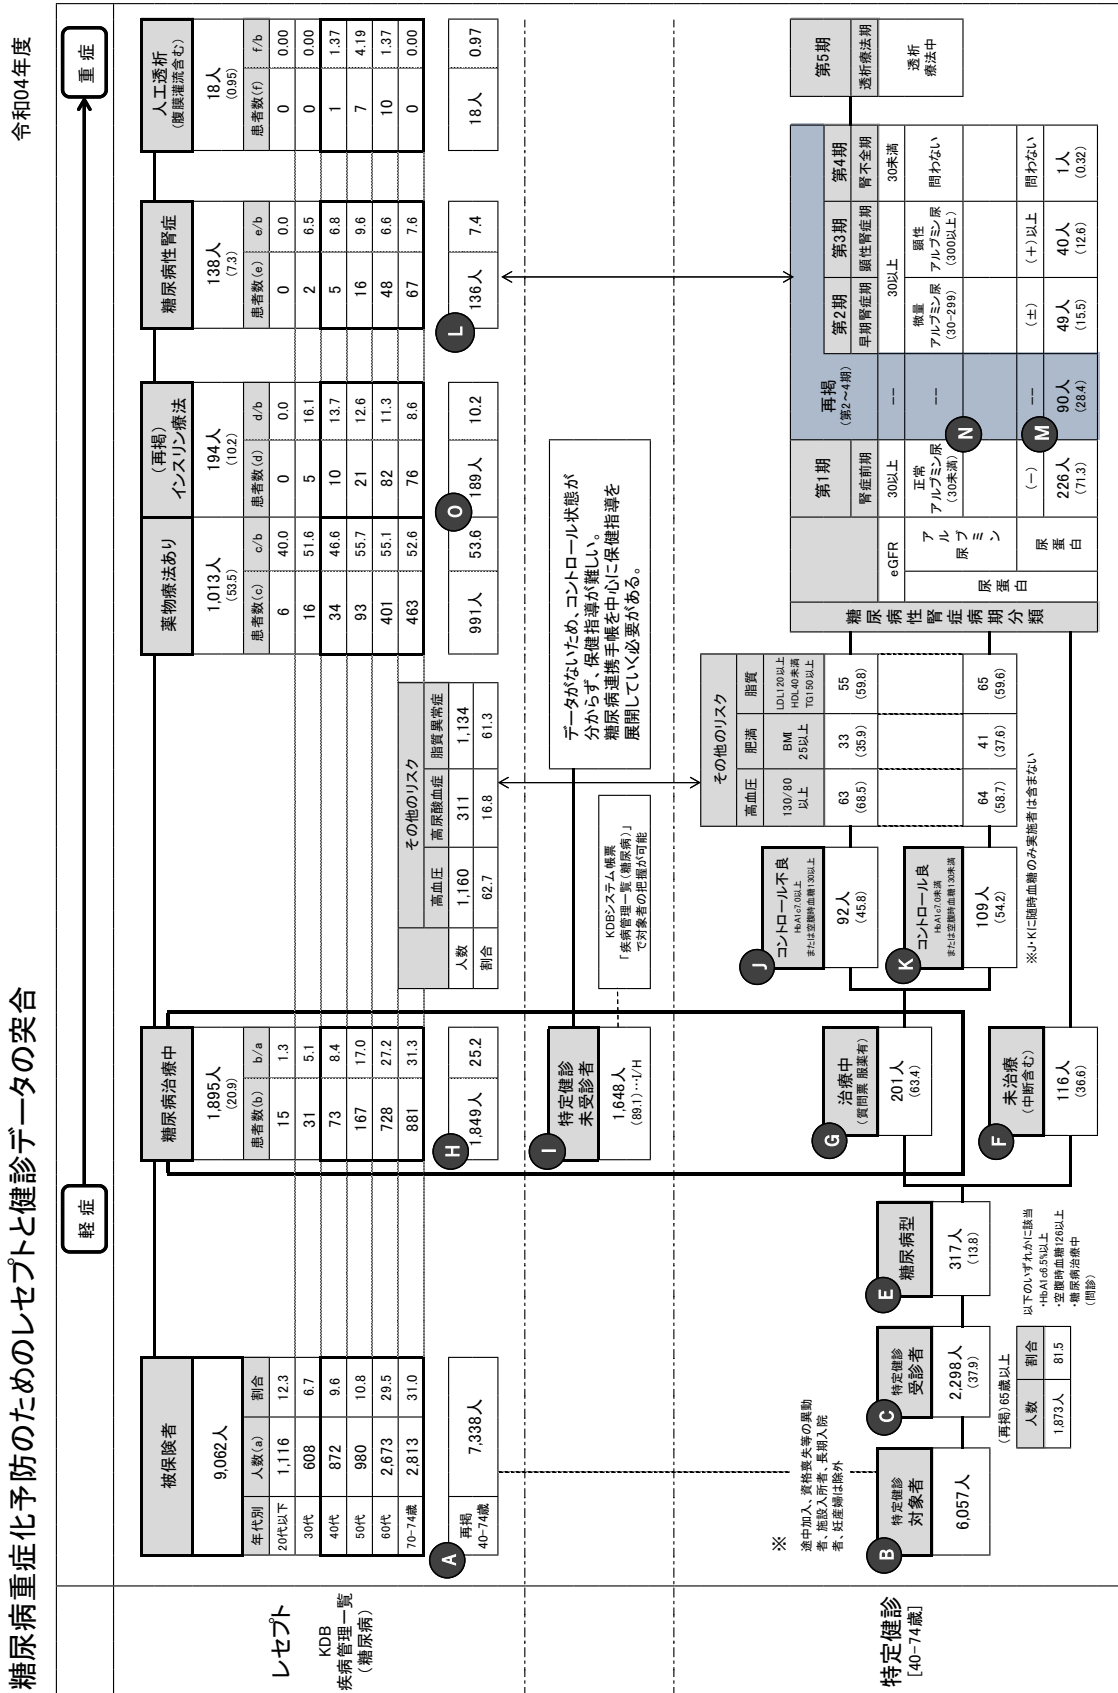 糖尿病重症化予防のためのレセプトと健診データの突合
令和04年度
軽症
重症
レセプト
KDB
疾病管理一覧
(糖尿病)
被保険者
9,062人
年代別 人数(a) 割合
20代以下 1,116 12.3
30代 608 6.7
40代 872 9.6
50代 980 10.8
60代 2,673 29.5
70-74歳 2,813 31.0
A
再掲
40-74歳
7,338人
糖尿病治療中
1,895人
(20.9)
患者数(b) b/a
15 1.3
31 5.1
73 8.4
167 17.0
728 27.2
881 31.3
H
1,849人 25.2
その他のリスク
高血圧 高尿酸血症 脂質異常症
人数 1,160 311 1,134
割合 62.7 16.8 61.3
薬物療法あり
1,013人
(53.5)
患者数(c) c/b
6 40.0
16 51.6
34 46.6
93 55.7
401 55.1
463 52.6
991人 53.6
O
(再掲)
インスリン療法
194人
(10.2)
患者数(d) d/b
0 0.0
5 16.1
10 13.7
21 12.6
82 11.3
76 8.6
189人 10.2
糖尿病性腎症
138人
(7.3)
患者数(e) e/b
0 0.0
2 6.5
5 6.8
16 9.6
48 6.6
67 7.6
L
136人 7.4
人工透析
(腹膜灌流含む)
18人
(0.95)
患者数(f) f/b
0 0.00
0 0.00
1 1.37
7 4.19
10 1.37
0 0.00
18人 0.97
I
特定健診
未受診者
1,648人
(89.1)…I/H
KDBシステム帳票
「疾病管理一覧(糖尿病)」
で対象者の把握が可能
データがないため、コントロール状態が
分からず、保健指導が難しい。
糖尿病連携手帳を中心に保健指導を
展開していく必要がある。
特定健診
[40-74歳]
※
途中加入、資格喪失等の異動
者、施設入所者、長期入院
者、妊産婦は除外
B
特定健診
対象者
6,057人
C
特定健診
受診者
2,298人
(37.9)
(再掲)65歳以上
人数 割合
1,873人 81.5
E
糖尿病型
317人
(13.8)
以下のいずれかに該当
・HbA1c6.5%以上
・空腹時血糖126以上
・糖尿病治療中
(問診)
G
治療中
(質問票 服薬有)
201人
(63.4)
F
未治療
(中断含む)
116人
(36.6)
J
コントロール不良
HbA1c7.0以上
または空腹時血糖130以上
92人
(45.8)
K
コントロール良
HbA1c7.0未満
または空腹時血糖130未満
109人
(54.2)
※J・Kに随時血糖のみ実施者は含まない
その他のリスク
高血圧 肥満 脂質
130/80
以上
BMI
25以上
LDL120以上
HDL40未満
TG150以上
63
(68.5)
33
(35.9)
55
(59.8)
64
(58.7)
41
(37.6)
65
(59.6)
糖尿病性腎症病期分類
eGFR
尿蛋白
尿アルブミン
尿蛋白
第1期
腎症前期
30以上
正常
アルブミン尿
(30未満)
(-)
226人
(71.3)
再掲
(第2~4期)
--
--
N
--
M
90人
(28.4)
第2期
早期腎症期
30以上
微量
アルブミン尿
(30-299)
(±)
49人
(15.5)
第3期
顕性腎症期
顕性
アルブミン尿
(300以上)
(+)以上
40人
(12.6)
第4期
腎不全期
30未満
問わない
問わない
1人
(0.32)
第5期
透析療法期
透析
療法中